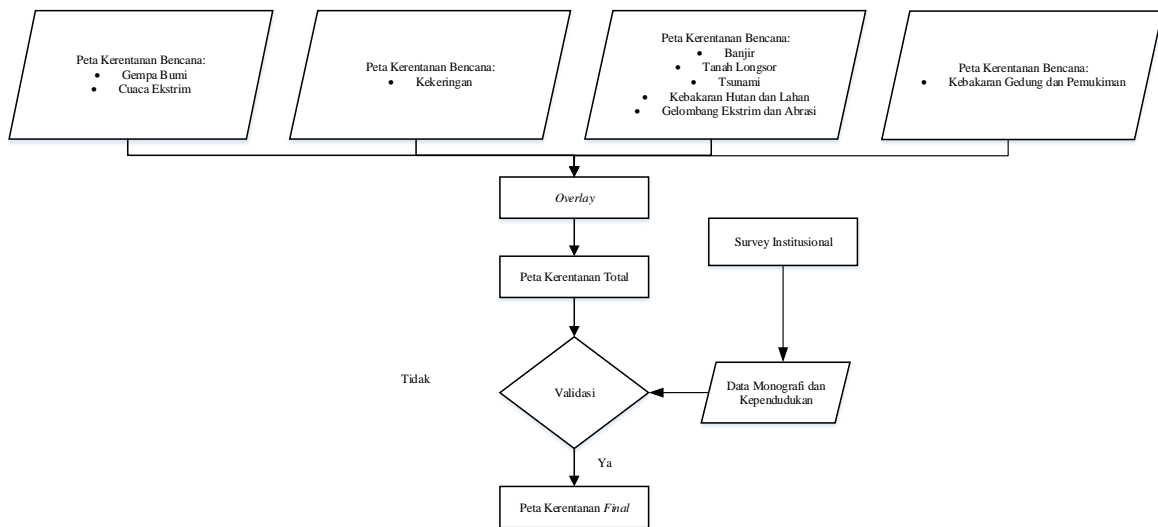 Peta Kerentanan Bencana:
• Gempa Bumi
• Cuaca Ekstrim
Peta Kerentanan Bencana:
• Kekeringan
Peta Kerentanan Bencana:
• Banjir
• Tanah Longsor
• Tsunami
• Kebakaran Hutan dan Lahan
• Gelombang Ekstrim dan Abrasi
Peta Kerentanan Bencana:
• Kebakaran Gedung dan Pemukiman
Overlay
Survey Institusional
Peta Kerentanan Total
Tidak
Validasi
Data Monografi dan
Kependudukan
Ya
Peta Kerentanan Final